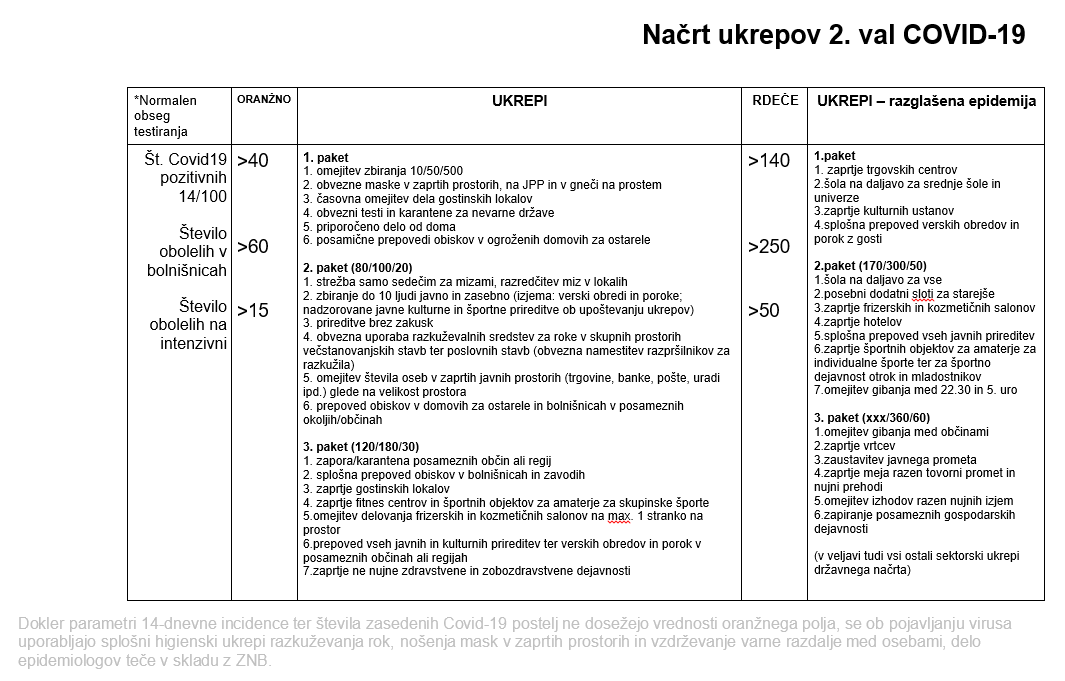 Načrt ukrepov 2. val COVID-19
*Normalen
obseg
testiranja
ORANŽNO
UKREPI
RDEČE
UKREPI – razglašena epidemija
Št. Covid19
pozitivnih
14/100
Število
obolelih v
bolnišnicah
Število
obolelih na
intenzivni
>40
>60
>15
1. paket
1. omejitev zbiranja 10/50/500
2. obvezne maske v zaprtih prostorih, na JPP in v gneči na prostem
3. časovna omejitev dela gostinskih lokalov
4. obvezni testi in karantene za nevarne države
5. priporočeno delo od doma
6. posamične prepovedi obiskov v ogroženih domovih za ostarele
2. paket (80/100/20)
1. strežba samo sedečim za mizami, razredčitev miz v lokalih
2. zbiranje do 10 ljudi javno in zasebno (izjema: verski obredi in poroke;
nadzorovane javne kulturne in športne prireditve ob upoštevanju ukrepov)
3. prireditve brez zakusk
4. obvezna uporaba razkuževalnih sredstev za roke v skupnih prostorih
večstanovanjskih stavb ter poslovnih stavb (obvezna namestitev razpršilnikov za
razkužila)
5. omejitev števila oseb v zaprtih javnih prostorih (trgovine, banke, pošte, uradi
ipd.) glede na velikost prostora
6. prepoved obiskov v domovih za ostarele in bolnišnicah v posameznih
okoljih/občinah
3. paket (120/180/30)
1. zapora/karantena posameznih občin ali regij
2. splošna prepoved obiskov v bolnišnicah in zavodih
3. zaprtje gostinskih lokalov
4. zaprtje fitnes centrov in športnih objektov za amaterje za skupinske športe
5.omejitev delovanja frizerskih in kozmetičnih salonov na max. 1 stranko na
prostor
6.prepoved vseh javnih in kulturnih prireditev ter verskih obredov in porok v
posameznih občinah ali regijah
7.zaprtje ne nujne zdravstvene in zobozdravstvene dejavnosti
>140
>250
>50
1.paket
1. zaprtje trgovskih centrov
2.šola na daljavo za srednje šole in
univerze
3.zaprtje kulturnih ustanov
4.splošna prepoved verskih obredov in
porok z gosti
2.paket (170/300/50)
1.šola na daljavo za vse
2.posebni dodatni sloti za starejše
3.zaprtje frizerskih in kozmetičnih salonov
4.zaprtje hotelov
5.splošna prepoved vseh javnih prireditev
6.zaprtje športnih objektov za amaterje za
individualne športe ter za športno
dejavnost otrok in mladostnikov
7.omejitev gibanja med 22.30 in 5. uro
3. paket (xxx/360/60)
1.omejitev gibanja med občinami
2.zaprtje vrtcev
3.zaustavitev javnega prometa
4.zaprtje meja razen tovorni promet in
nujni prehodi
5.omejitev izhodov razen nujnih izjem
6.zapiranje posameznih gospodarskih
dejavnosti
(v veljavi tudi vsi ostali sektorski ukrepi
državnega načrta)
Dokler parametri 14-dnevne incidence ter števila zasedenih Covid-19 postelj ne dosežejo vrednosti oranžnega polja, se ob pojavljanju virusa
uporabljajo splošni higienski ukrepi razkuževanja rok, nošenja mask v zaprtih prostorih in vzdrževanje varne razdalje med osebami, delo
epidemiologov teče v skladu z ZNB.